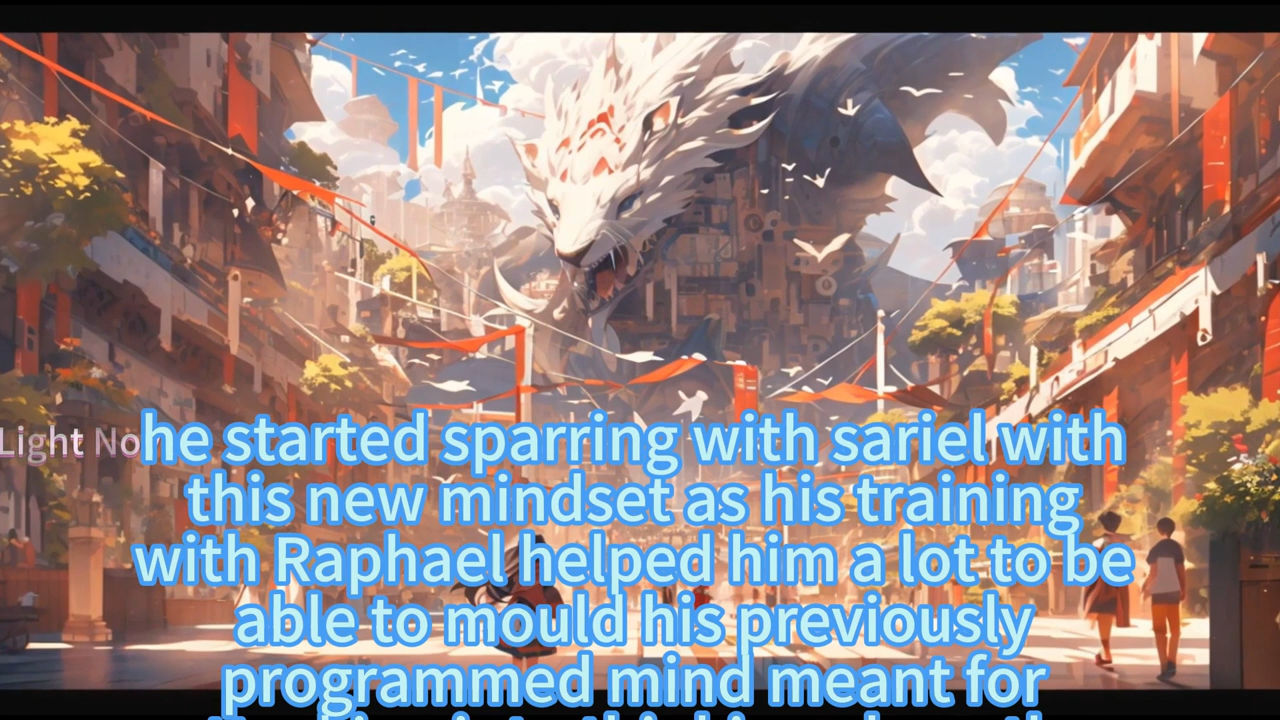 Light No
he started sparring with sariel with
this new mindset as his training
with Raphael helped him a lot to be
able to mould his previously
programmed mind meant for